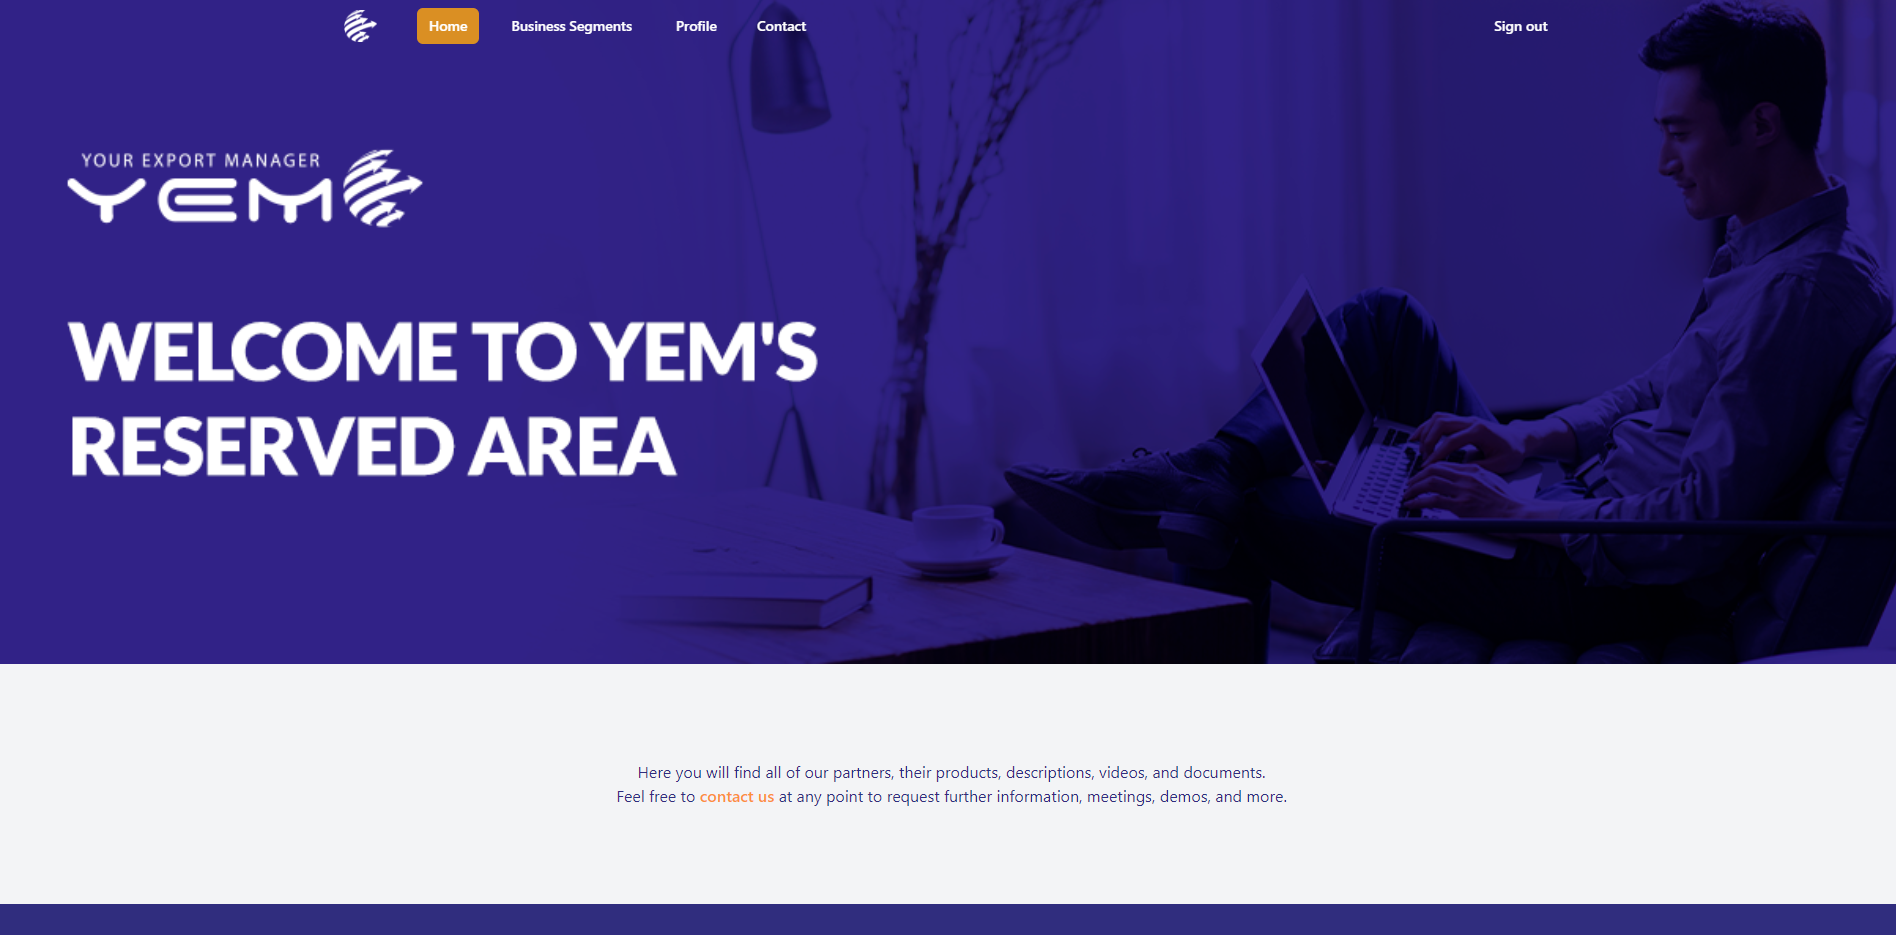 Home
Business Segments
Profile
Contact
Sign out
YOUR EXPORT MANAGER
YEM
WELCOME TO YEM'S
RESERVED AREA
Here you will find all of our partners, their products, descriptions, videos, and documents.
Feel free to contact us at any point to request further information, meetings, demos, and more.